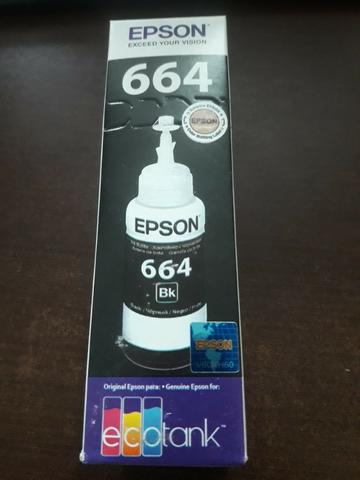 EPSON
EXCEED YOUR VISION
664
EPSON
EPSON
664
Bk
EPSON
Original Epson para: • Genuine Epson for:
ecotank